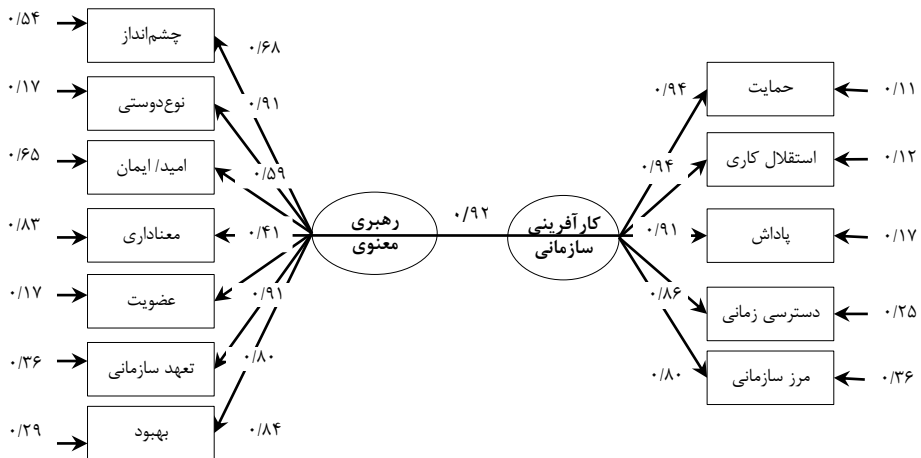 ۰/۵۴
چشم‌انداز
۰/۶۸
۰/۱۷
نوع‌دوستی
۰/۹۱
۰/۶۵
امید/ ایمان
۰/۵۹
۰/۸۳
معناداری
۰/۴۱
۰/۱۷
عضویت
۰/۹۱
۰/۳۶
تعهد سازمانی
۰/۸۰
۰/۲۹
بهبود
۰/۸۴
رهبری
معنوی
۰/۹۲
کارآفرینی
سازمانی
۰/۹۴
حمایت
۰/۱۱
۰/۹۴
استقلال کاری
۰/۱۲
۰/۹۱
پاداش
۰/۱۷
۰/۸۶
دسترسی زمانی
۰/۲۵
۰/۸۰
مرز سازمانی
۰/۳۶